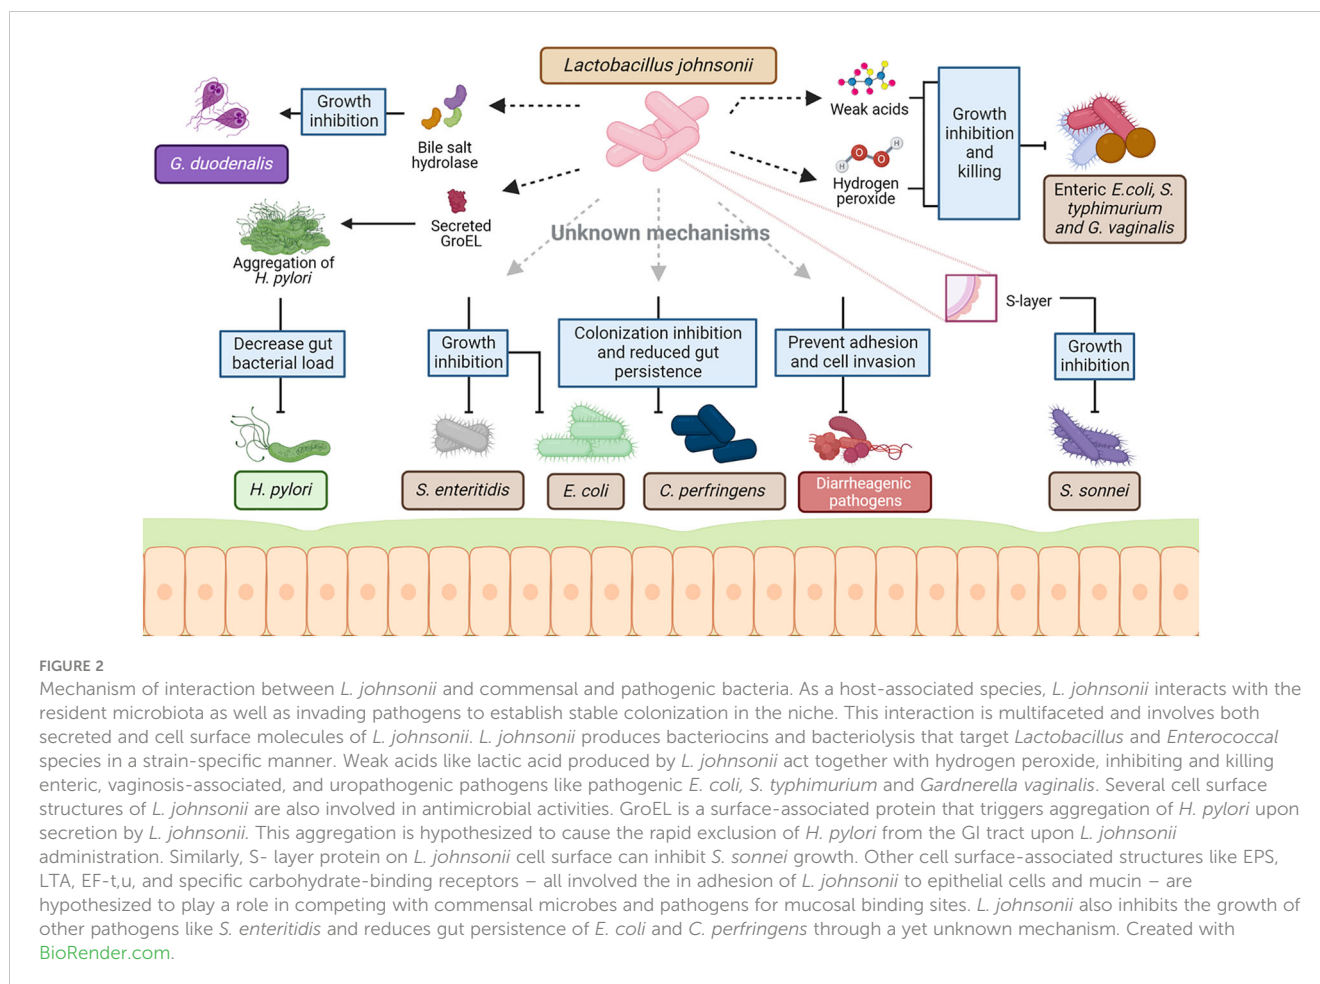 Lactobacillus johnsonii
Growth
inhibition
Bile salt
hydrolase
G. duodenalis
Secreted
GroEL
Aggregation of
H. pylori
Weak acids
H
O
O
H
Hydrogen
peroxide
Growth
inhibition
and
killing
Enteric E.coli, S.
typhimurium
and G. vaginalis
Unknown mechanisms
S-layer
Decrease gut
bacterial load
Growth
inhibition
Colonization inhibition
and reduced gut
persistence
Prevent adhesion
and cell invasion
Growth
inhibition
H. pylori
S. enteritidis
E. coli
C. perfringens
Diarrheagenic
pathogens
S. sonnei
FIGURE 2
Mechanism of interaction between L. johnsonii and commensal and pathogenic bacteria. As a host-associated species, L. johnsonii interacts with the
resident microbiota as well as invading pathogens to establish stable colonization in the niche. This interaction is multifaceted and involves both
secreted and cell surface molecules of L. johnsonii. L. johnsonii produces bacteriocins and bacteriolysis that target Lactobacillus and Enterococcal
species in a strain-specific manner. Weak acids like lactic acid produced by L. johnsonii act together with hydrogen peroxide, inhibiting and killing
enteric, vaginosis-associated, and uropathogenic pathogens like pathogenic E. coli, S. typhimurium and Gardnerella vaginalis. Several cell surface
structures of L. johnsonii are also involved in antimicrobial activities. GroEL is a surface-associated protein that triggers aggregation of H. pylori upon
secretion by L. johnsonii. This aggregation is hypothesized to cause the rapid exclusion of H. pylori from the GI tract upon L. johnsonii
administration. Similarly, S- layer protein on L. johnsonii cell surface can inhibit S. sonnei growth. Other cell surface-associated structures like EPS,
LTA, EF-t,u, and specific carbohydrate-binding receptors – all involved the in adhesion of L. johnsonii to epithelial cells and mucin – are
hypothesized to play a role in competing with commensal microbes and pathogens for mucosal binding sites. L. johnsonii also inhibits the growth of
other pathogens like S. enteritidis and reduces gut persistence of E. coli and C. perfringens through a yet unknown mechanism. Created with
BioRender.com.